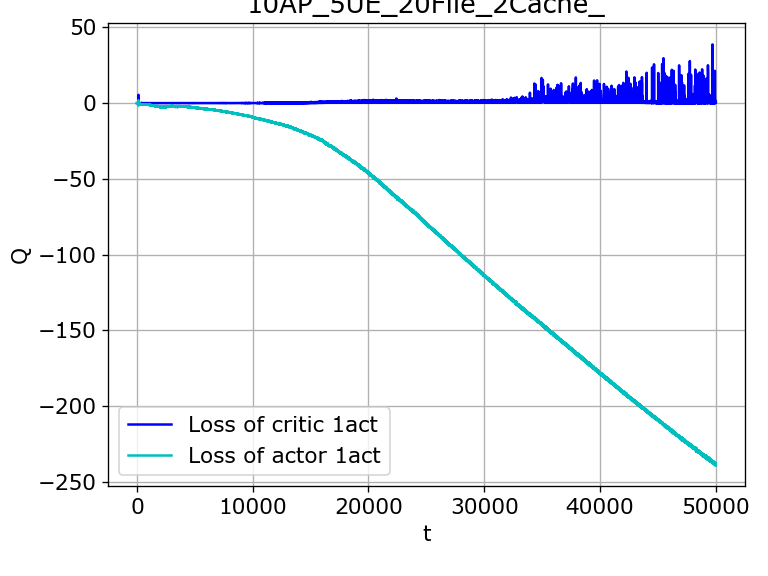 10AP_5UE_20File_2Cache_
50
0
−50
−100
−150
−200
−250
Q
Loss of critic 1act
Loss of actor 1act
0 10000 20000 30000 40000 50000
t